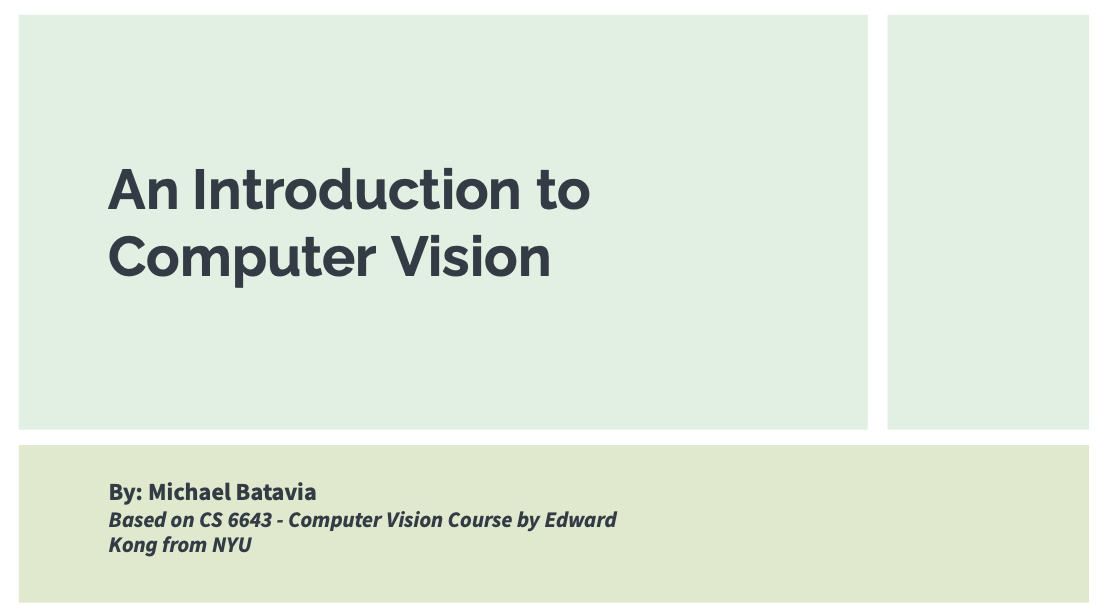 An Introduction to
Computer Vision
By: Michael Batavia
Based on CS 6643 - Computer Vision Course by Edward
Kong from NYU